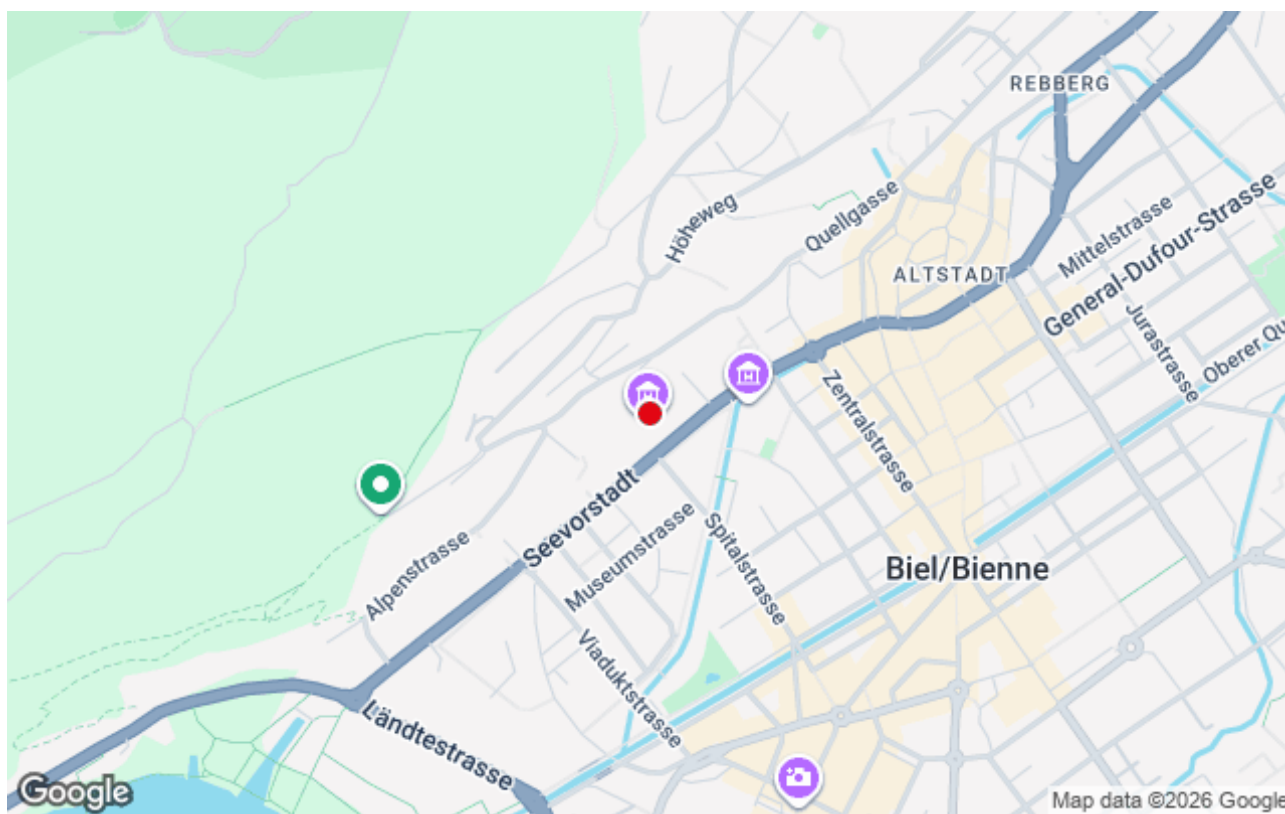 REBBERG
Höheweg
Quellgasse
Mittelstrasse
General-Dufour-Strasse
ALTSTADT
Jurastrasse
Oberer Qu
Zentralstrasse
Seevorstadt
Museumstrasse
Spitalstrasse
Alpenstrasse
Biel/Bienne
Viaduktstrasse
Ländtestrasse
Google
Map data ©2026 Google